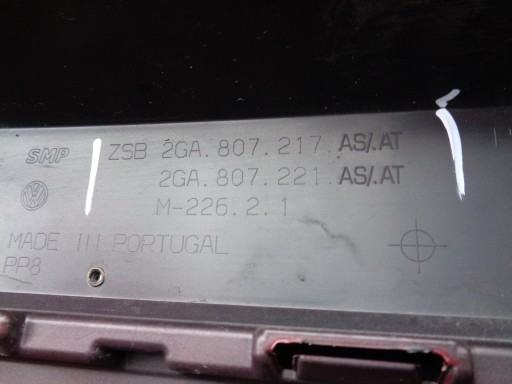 SMP ZSB 2GA.807.217.AS/.AT
2GA.807.221.AS/.AT
M-226.2.1
MADE IN PORTUGAL
PP8